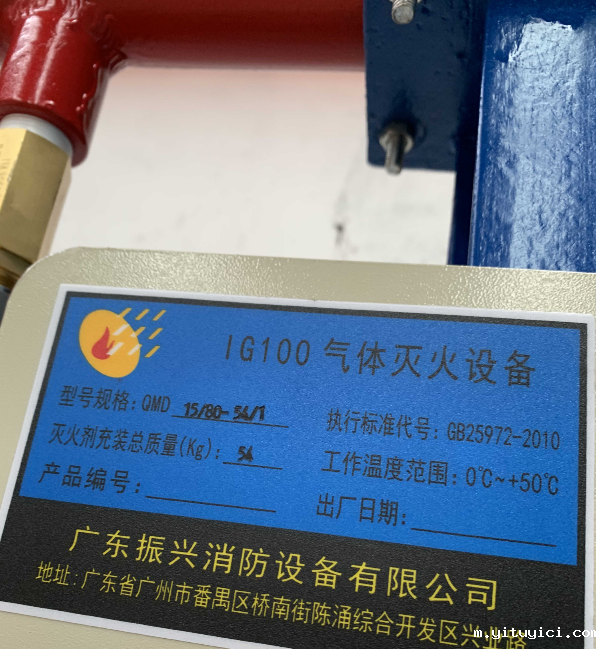 IG100 气体灭火设备
型号规格: QMD 15/80-54/1 执行标准代号: GB25972-2010
灭火剂充装总质量(Kg): 54 工作温度范围: 0℃~+50℃
产品编号: 出厂日期:
广东振兴消防设备有限公司
地址: 广东省广州市番禺区桥南街陈涌综合开发区兴业路
m.yituyici.com